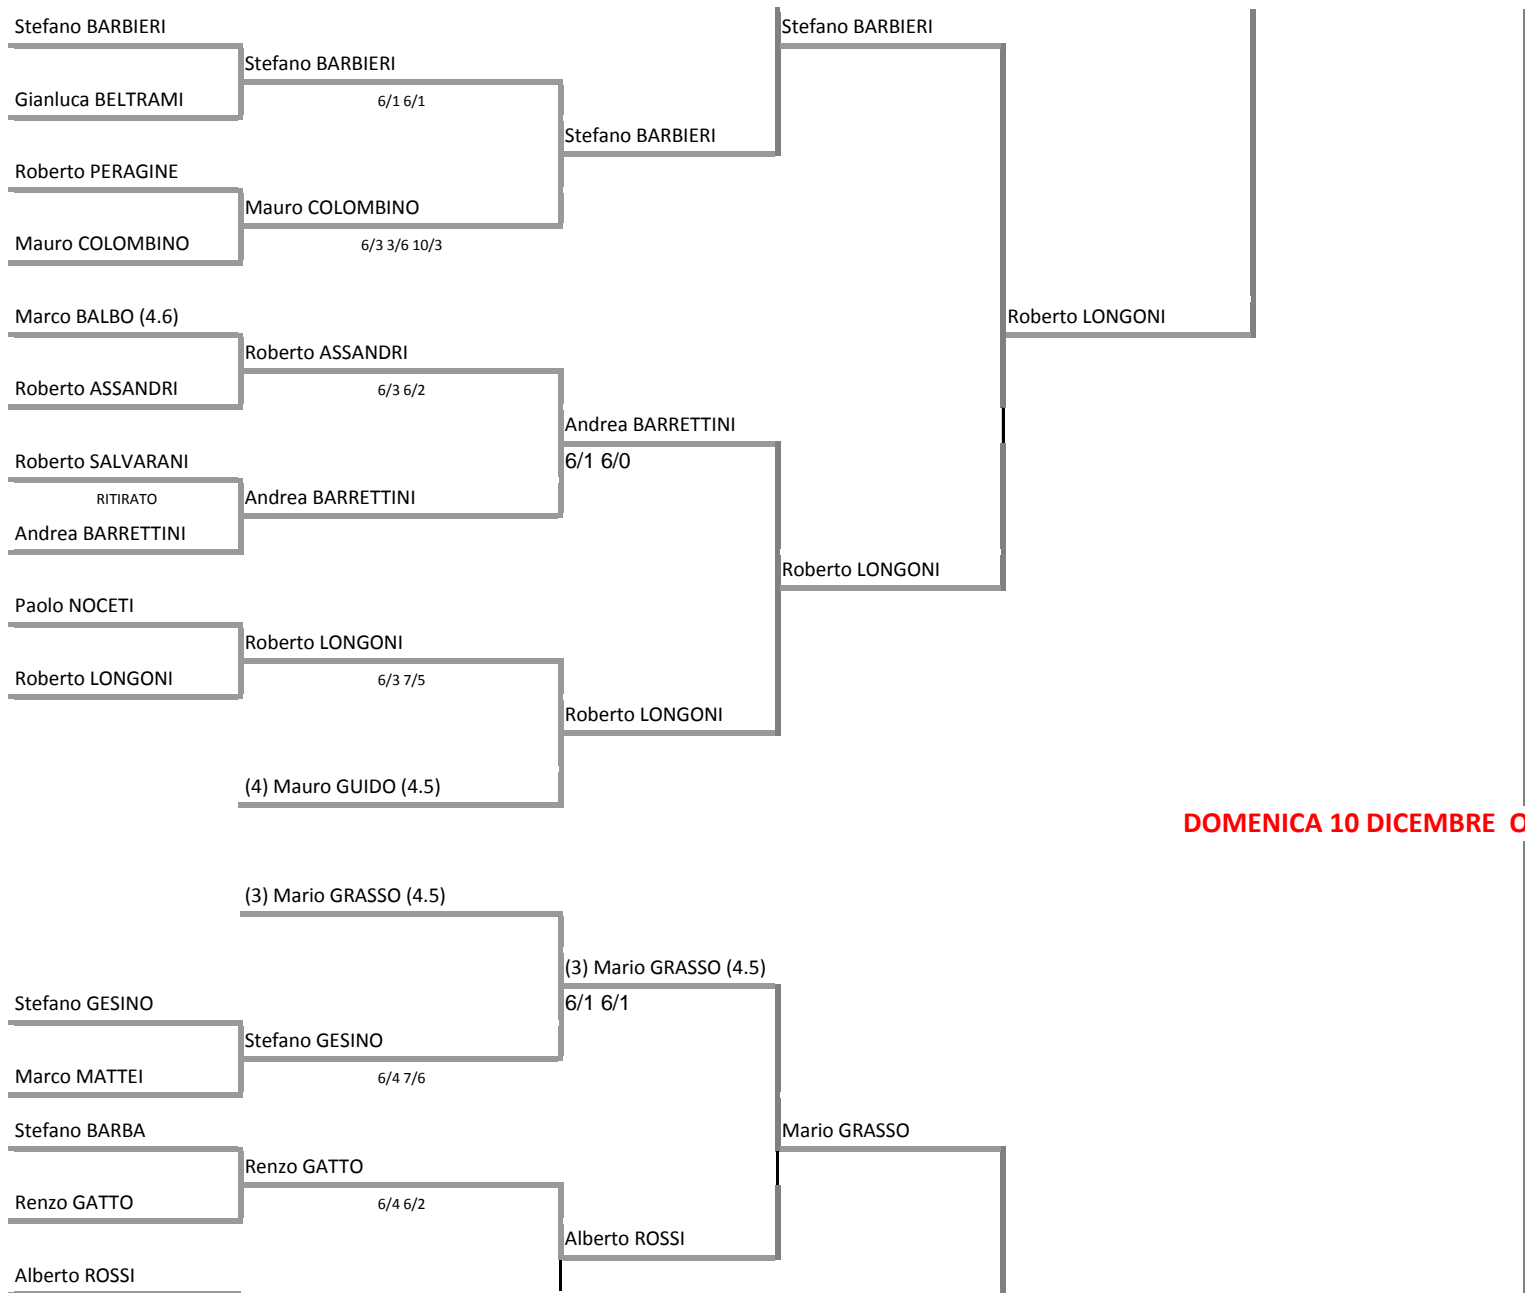 Stefano BARBIERI
Stefano BARBIERI
Stefano BARBIERI
Gianluca BELTRAMI
6/1 6/1
Stefano BARBIERI
Roberto PERAGINE
Mauro COLOMBINO
Mauro COLOMBINO
6/3 3/6 10/3
Marco BALBO (4.6)
Roberto LONGONI
Roberto ASSANDRI
Roberto ASSANDRI
6/3 6/2
Andrea BARRETTINI
Roberto SALVARANI
6/1 6/0
RITIRATO
Andrea BARRETTINI
Andrea BARRETTINI
Roberto LONGONI
Paolo NOCETI
Roberto LONGONI
Roberto LONGONI
6/3 7/5
Roberto LONGONI
(4) Mauro GUIDO (4.5)
DOMENICA 10 DICEMBRE O
(3) Mario GRASSO (4.5)
(3) Mario GRASSO (4.5)
Stefano GESINO
6/1 6/1
Stefano GESINO
Marco MATTEI
6/4 7/6
Stefano BARBA
Mario GRASSO
Renzo GATTO
Renzo GATTO
6/4 6/2
Alberto ROSSI
Alberto ROSSI